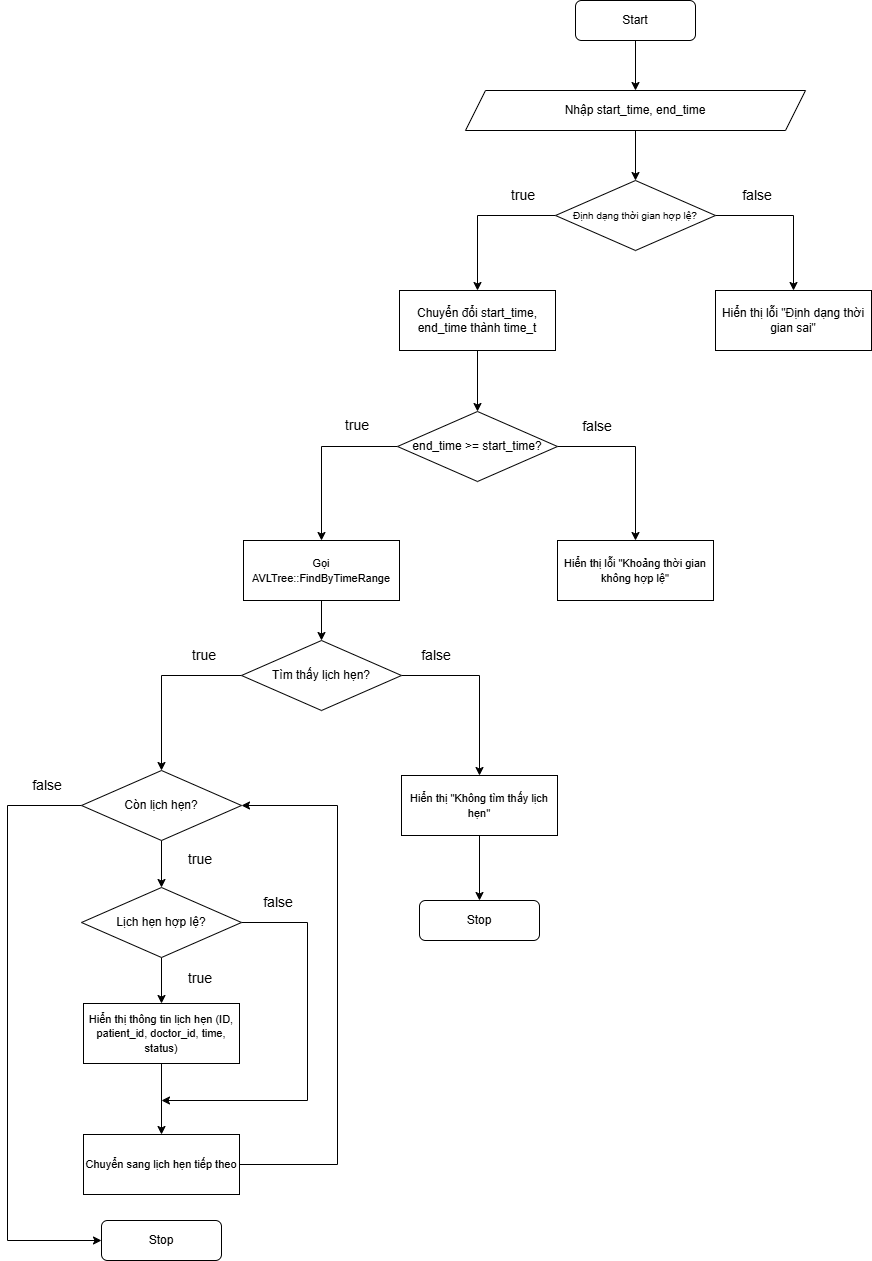 Start
Nhập start_time, end_time
true
false
Định dạng thời gian hợp lệ?
Chuyển đổi start_time,
end_time thành time_t
Hiển thị lỗi "Định dạng thời
gian sai"
true
false
end_time >= start_time?
Gọi
AVLTree::FindByTimeRange
Hiển thị lỗi "Khoảng thời gian
không hợp lệ"
true
false
Tìm thấy lịch hẹn?
false
Còn lịch hẹn?
Hiển thị "Không tìm thấy lịch
hẹn"
true
false
Lịch hẹn hợp lệ?
Stop
true
Hiển thị thông tin lịch hẹn (ID,
patient_id, doctor_id, time,
status)
Chuyển sang lịch hẹn tiếp theo
Stop